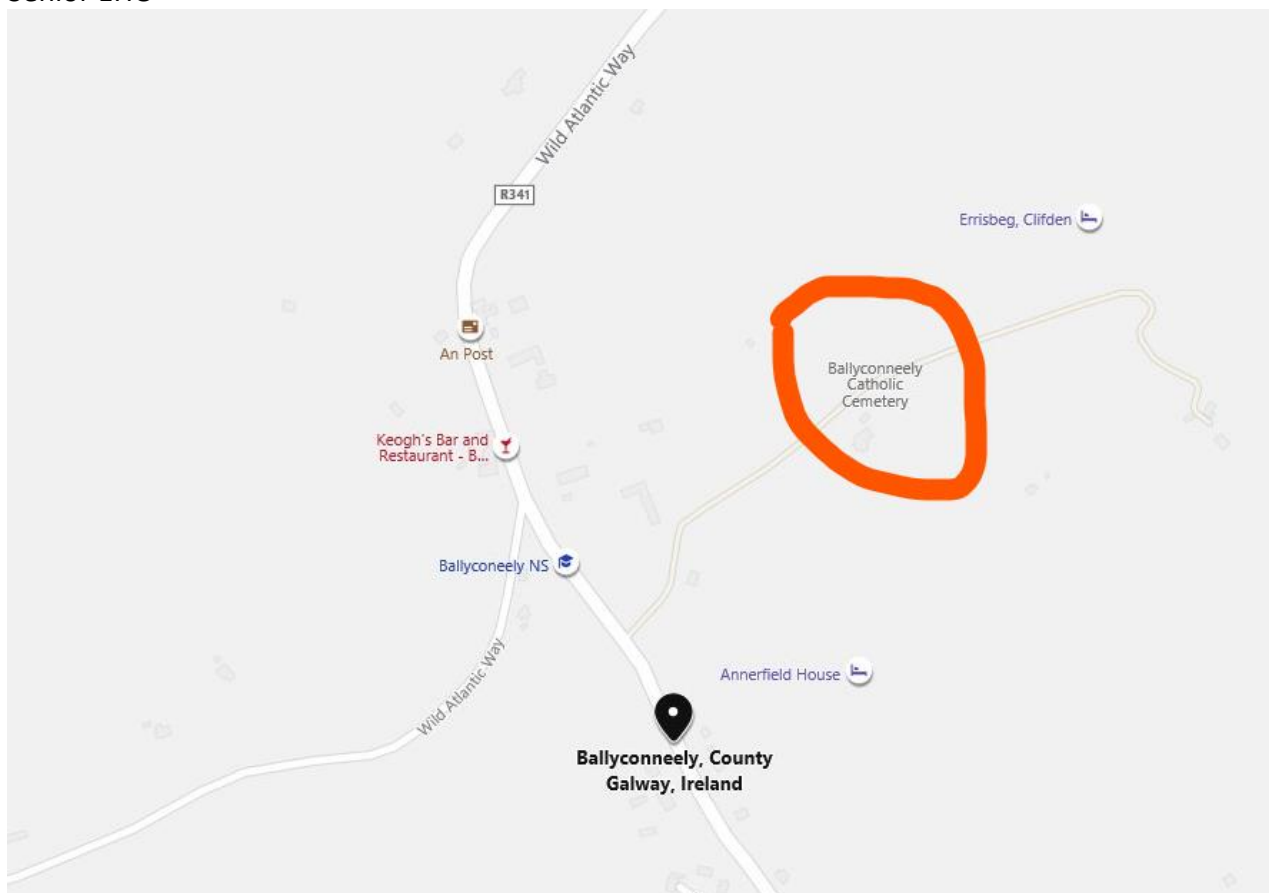 Wild Atlantic Way
R341
Errisbeg, Clifden
An Post
Ballyconneely
Catholic
Cemetery
Keogh's Bar and
Restaurant - B...
Ballyconeely NS
Wild Atlantic Way
Annerfield House
Ballyconneely, County
Galway, Ireland